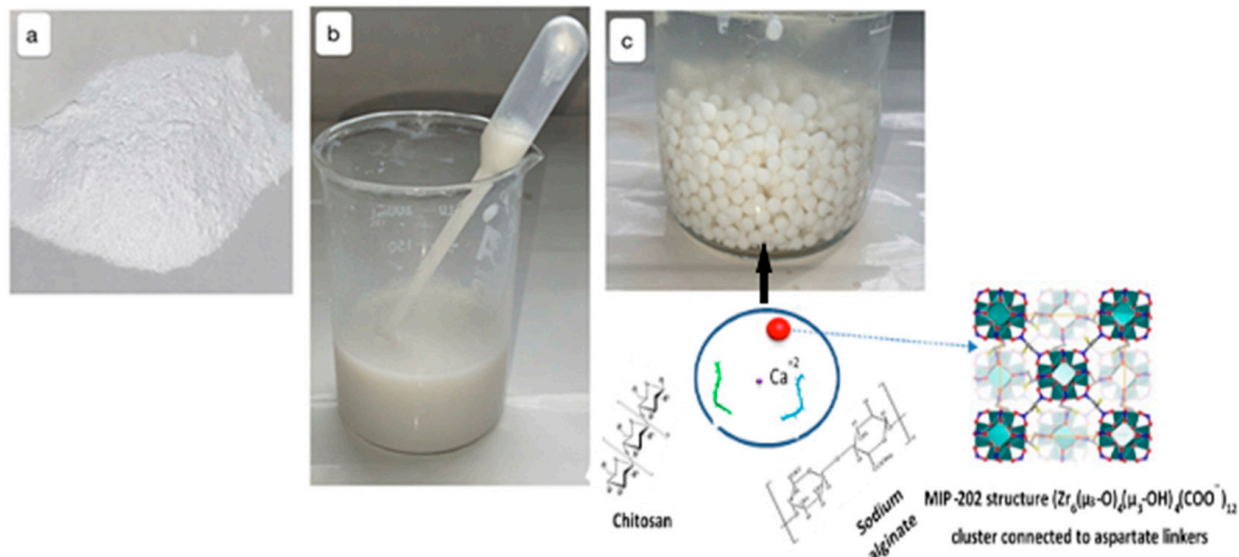 a
b
c
150
Ca+2
Chitosan
Sodium
alginate
MIP-202 structure (Zr6(µ3-O)4(µ3-OH)4(COO-)12
cluster connected to aspartate linkers